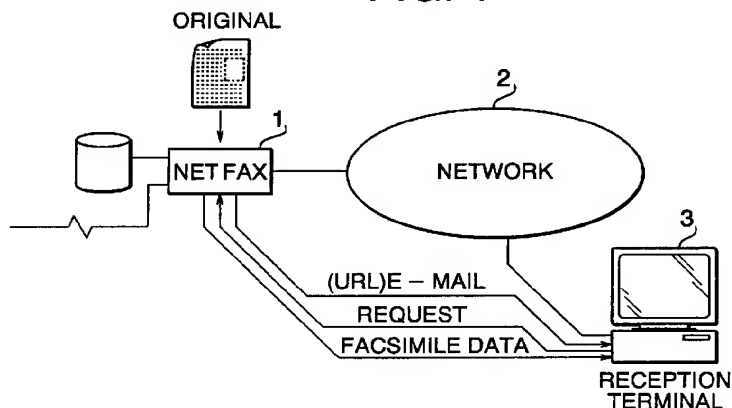 ORIGINAL
1
2
NET FAX
NETWORK
3
(URL)E – MAIL
REQUEST
FACSIMILE DATA
RECEPTION
TERMINAL